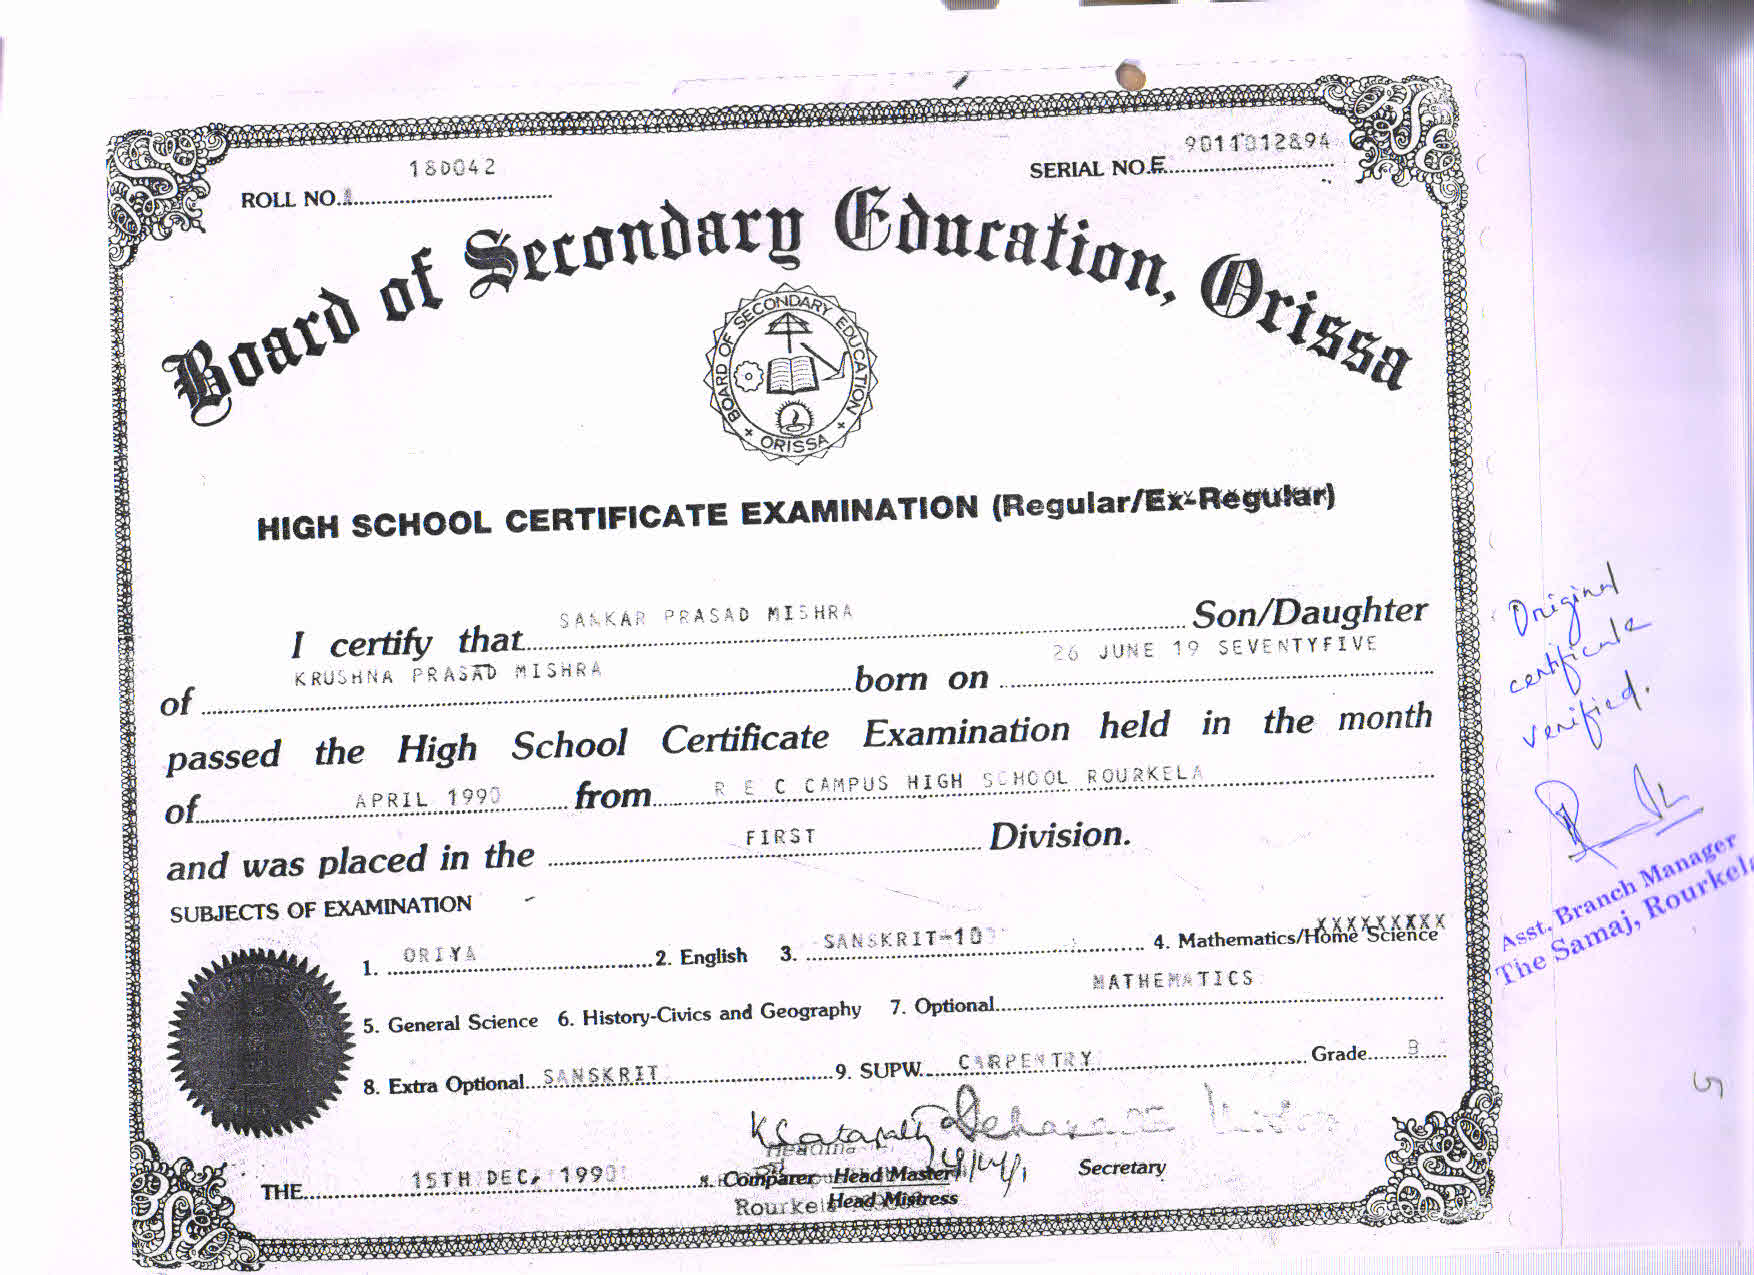 180042
9011012894
ROLL NO.
SERIAL NO.E
Board of Secondary Education, Orissa
BOARD OF SECONDARY EDUCATION
ORISSA
HIGH SCHOOL CERTIFICATE EXAMINATION (Regular/Ex-Regular)
SANKAR PRASAD MISHRA
I certify that Son/Daughter
KRUSHNA PRASAD MISHRA 26 JUNE 19 SEVENTYFIVE
of born on
passed the High School Certificate Examination held in the month
of APRIL 1990 from R E C CAMPUS HIGH SCHOOL ROURKELA
and was placed in the FIRST Division.
SUBJECTS OF EXAMINATION
1. ORIYA 2. English 3. SANSKRIT-100 4. Mathematics/Home Science
XXXXXXXXX
5. General Science 6. History-Civics and Geography 7. Optional MATHEMATICS
8. Extra Optional SANSKRIT 9. SUPW. CARPENTRY Grade B
K Satapathy
THE 15TH DEC, 1990 Comparer Head Master Secretary
Head Mistress
Original
certificate
verified.
Asst. Branch Manager
The Samaj, Rourkela
5